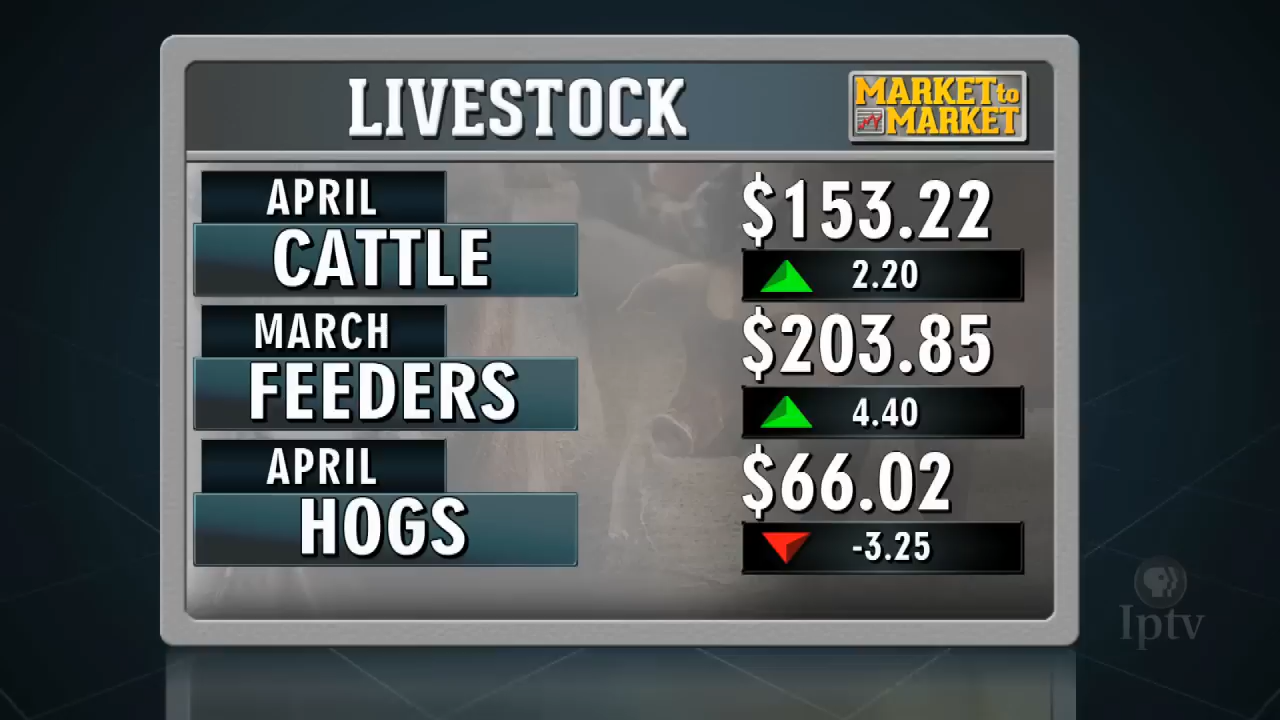 LIVESTOCK
MARKET to
MARKET
APRIL
CATTLE
$153.22
2.20
MARCH
FEEDERS
$203.85
4.40
APRIL
HOGS
$66.02
-3.25
Iptv